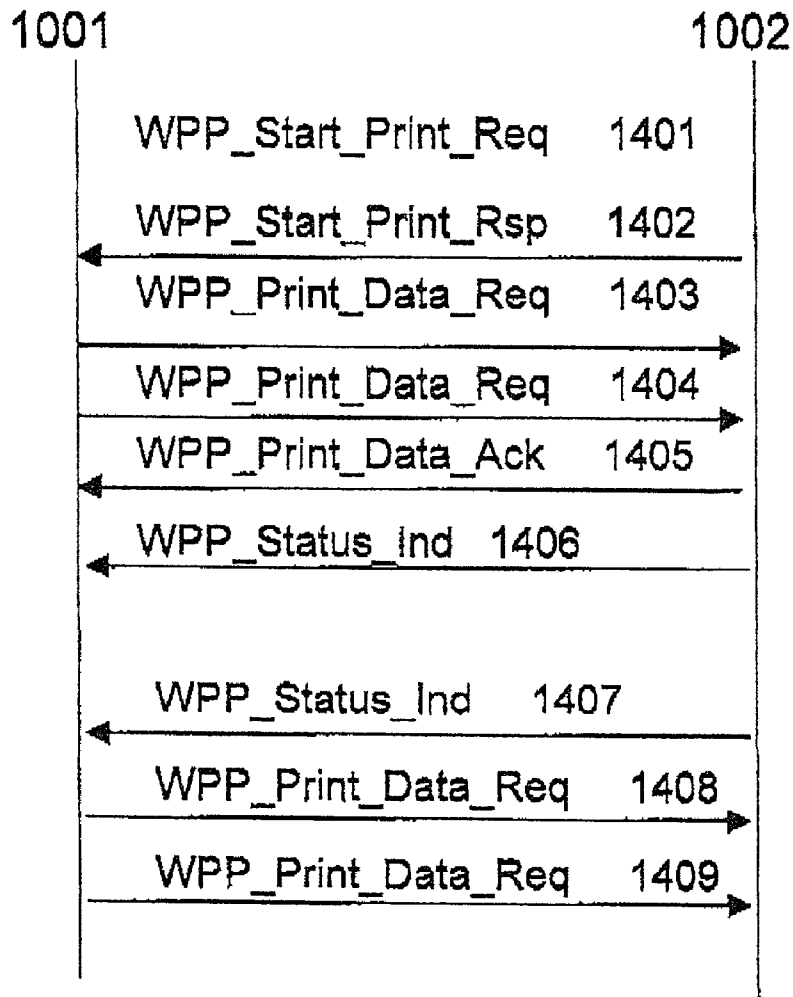 1001 1002
WPP_Start_Print_Req 1401
WPP_Start_Print_Rsp 1402
WPP_Print_Data_Req 1403
WPP_Print_Data_Req 1404
WPP_Print_Data_Ack 1405
WPP_Status_Ind 1406
WPP_Status_Ind 1407
WPP_Print_Data_Req 1408
WPP_Print_Data_Req 1409